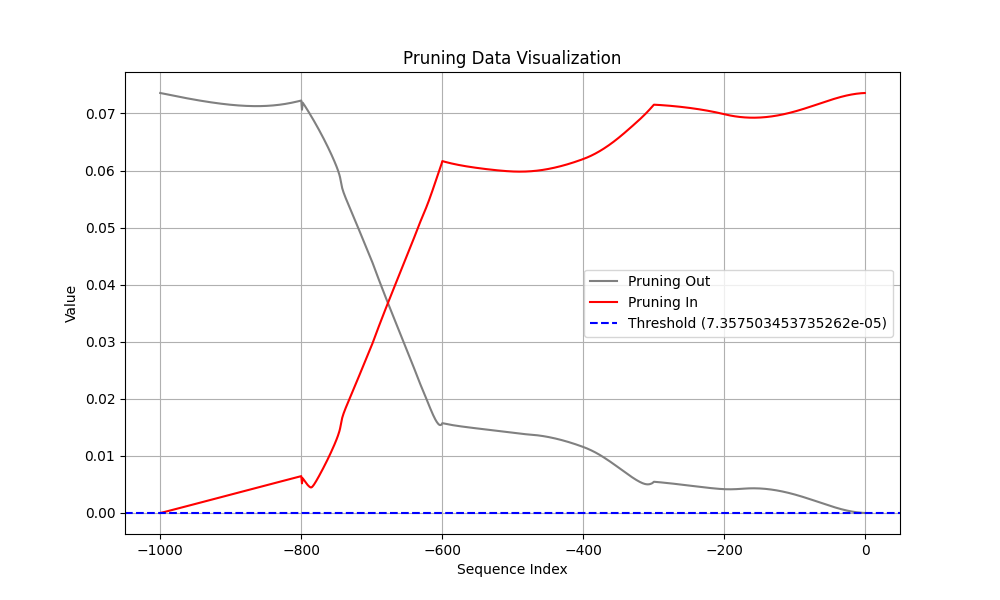 Pruning Data Visualization
Value
0.07
0.06
0.05
0.04
0.03
0.02
0.01
0.00
Pruning Out
Pruning In
Threshold (7.357503453735262e-05)
−1000 −800 −600 −400 −200 0
Sequence Index